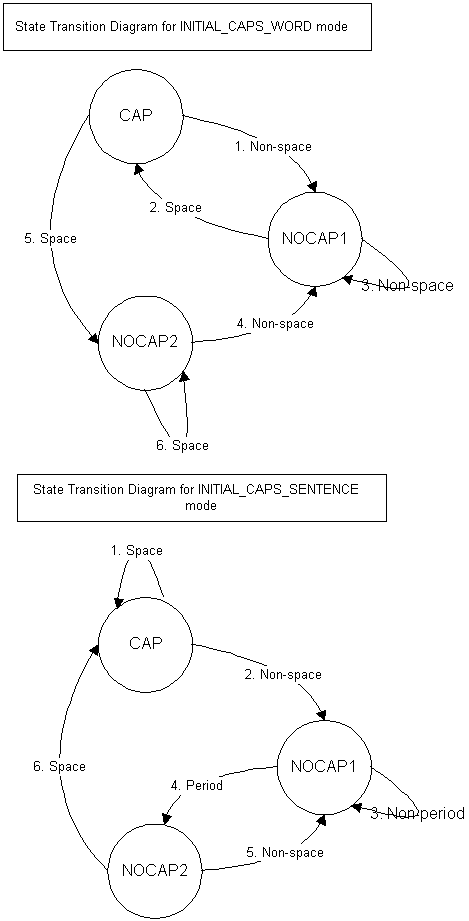 State Transition Diagram for INITIAL_CAPS_WORD mode
CAP
1. Non-space
2. Space
5. Space
NOCAP1
3. Non-space
4. Non-space
NOCAP2
6. Space
State Transition Diagram for INITIAL_CAPS_SENTENCE
mode
1. Space
CAP
2. Non-space
6. Space
NOCAP1
4. Period
3. Non-period
5. Non-space
NOCAP2